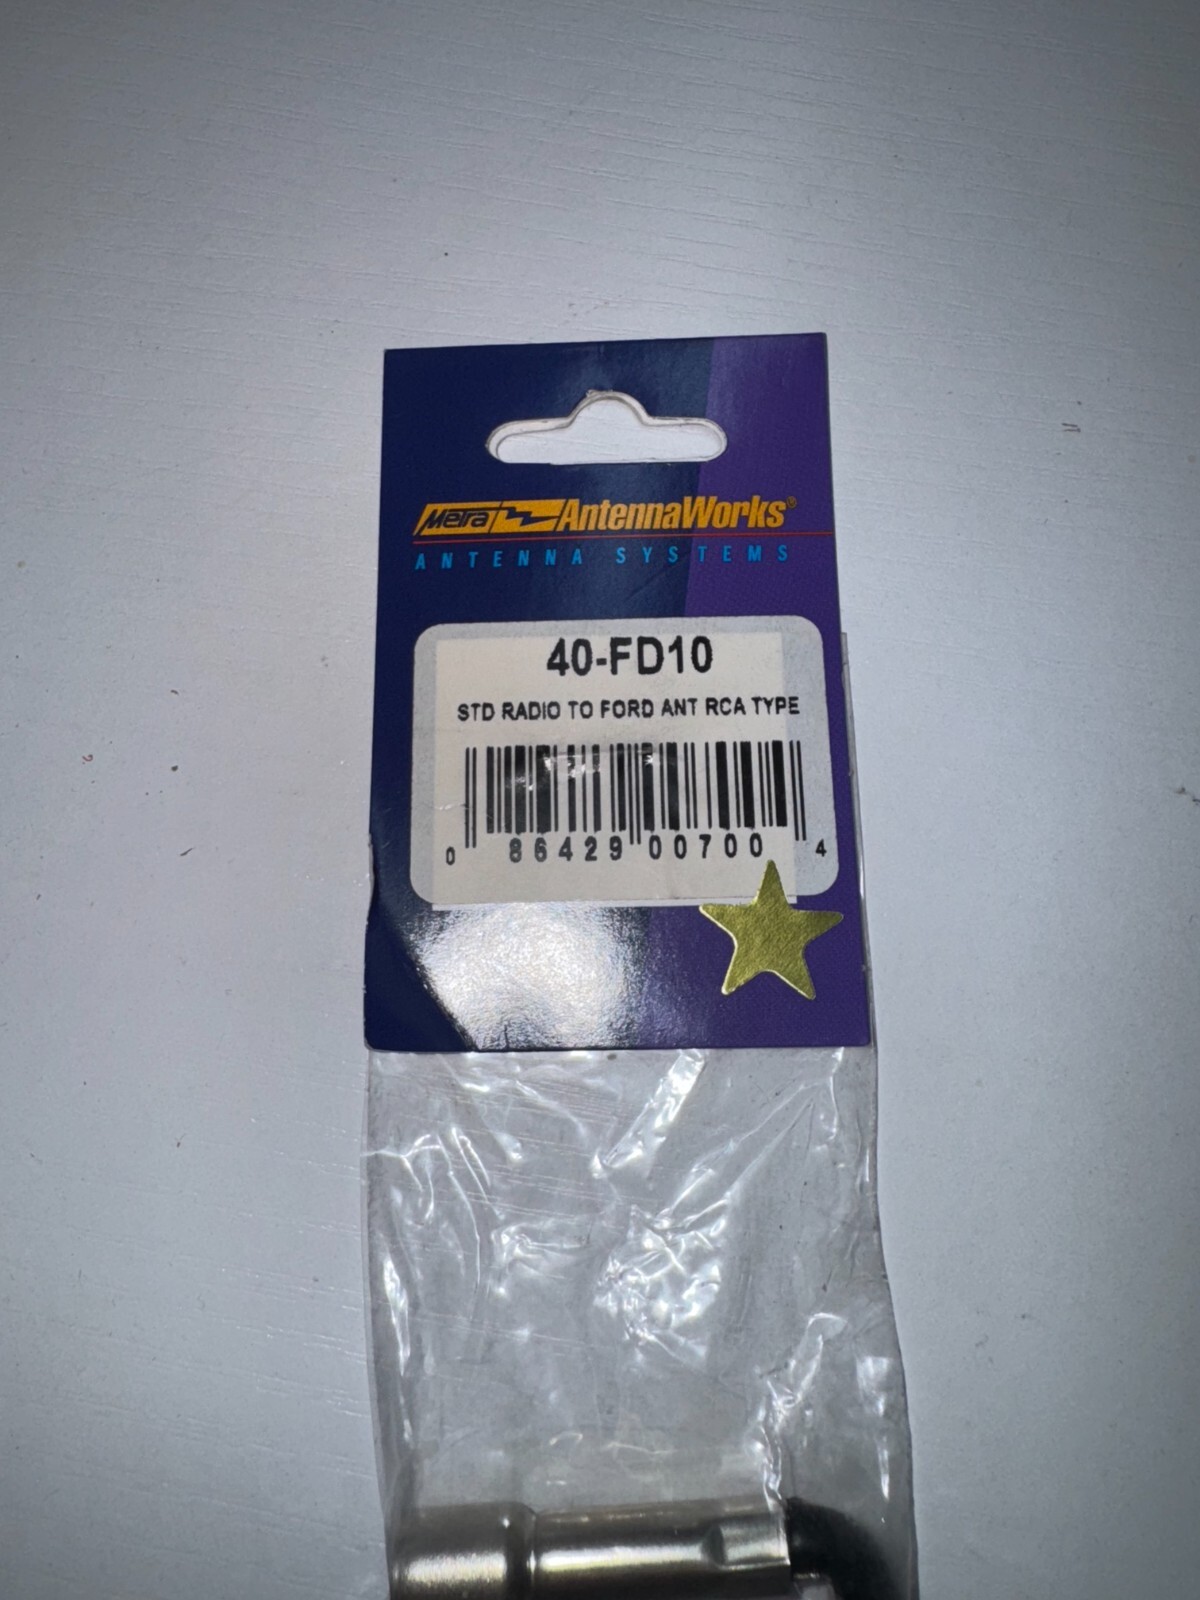 Metra AntennaWorks®
ANTENNA SYSTEMS
40-FD10
STD RADIO TO FORD ANT RCA TYPE
0 86429 00700 4